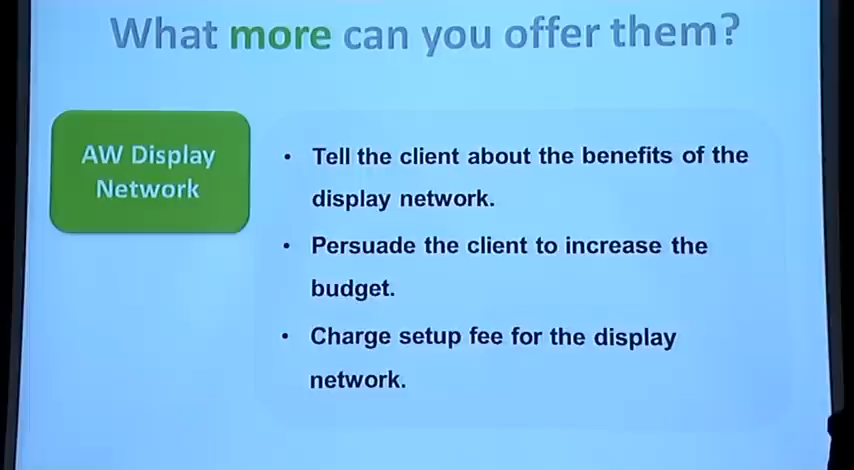 What more can you offer them?
AW Display
Network
• Tell the client about the benefits of the
display network.
• Persuade the client to increase the
budget.
• Charge setup fee for the display
network.